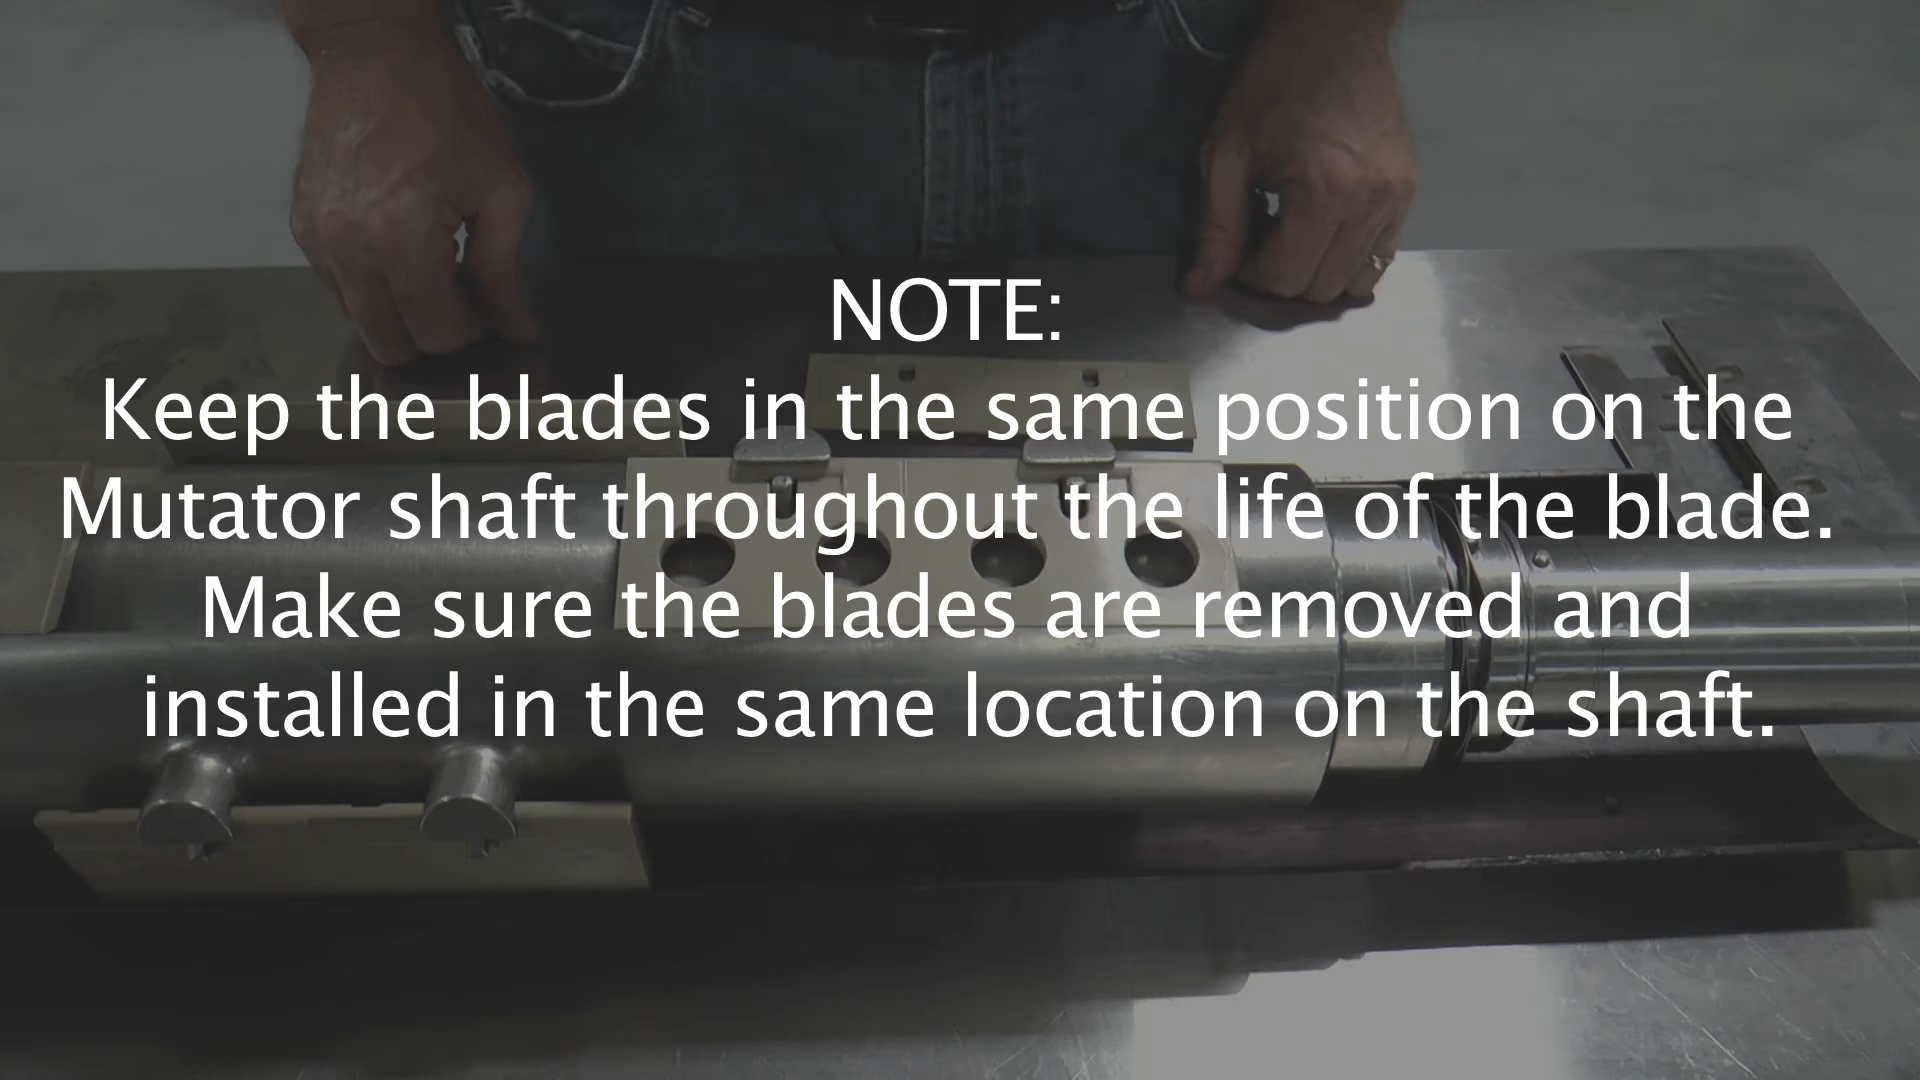 NOTE:
Keep the blades in the same position on the
Mutator shaft throughout the life of the blade.
Make sure the blades are removed and
installed in the same location on the shaft.